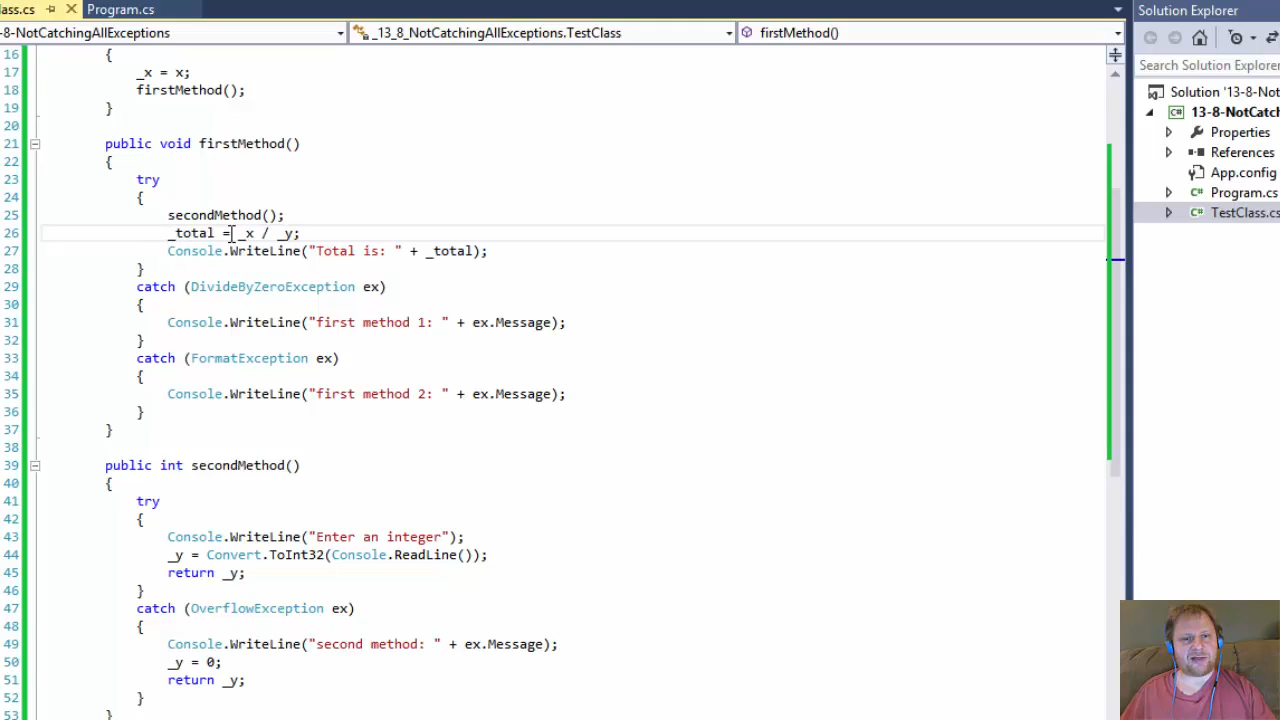 lass.cs Program.cs
-8-NotCatchingAllExceptions _13_8_NotCatchingAllExceptions.TestClass firstMethod()
16 {
17 _x = x;
18 firstMethod();
19 }
20
21 public void firstMethod()
22 {
23 try
24 {
25 secondMethod();
26 _total = _x / _y;
27 Console.WriteLine("Total is: " + _total);
28 }
29 catch (DivideByZeroException ex)
30 {
31 Console.WriteLine("first method 1: " + ex.Message);
32 }
33 catch (FormatException ex)
34 {
35 Console.WriteLine("first method 2: " + ex.Message);
36 }
37 }
38
39 public int secondMethod()
40 {
41 try
42 {
43 Console.WriteLine("Enter an integer");
44 _y = Convert.ToInt32(Console.ReadLine());
45 return _y;
46 }
47 catch (OverflowException ex)
48 {
49 Console.WriteLine("second method: " + ex.Message);
50 _y = 0;
51 return _y;
52 }
53 }
Solution Explorer
Search Solution Explorer
Solution '13-8-Not
C# 13-8-NotCatch
Properties
References
App.config
C# Program.cs
C# TestClass.cs